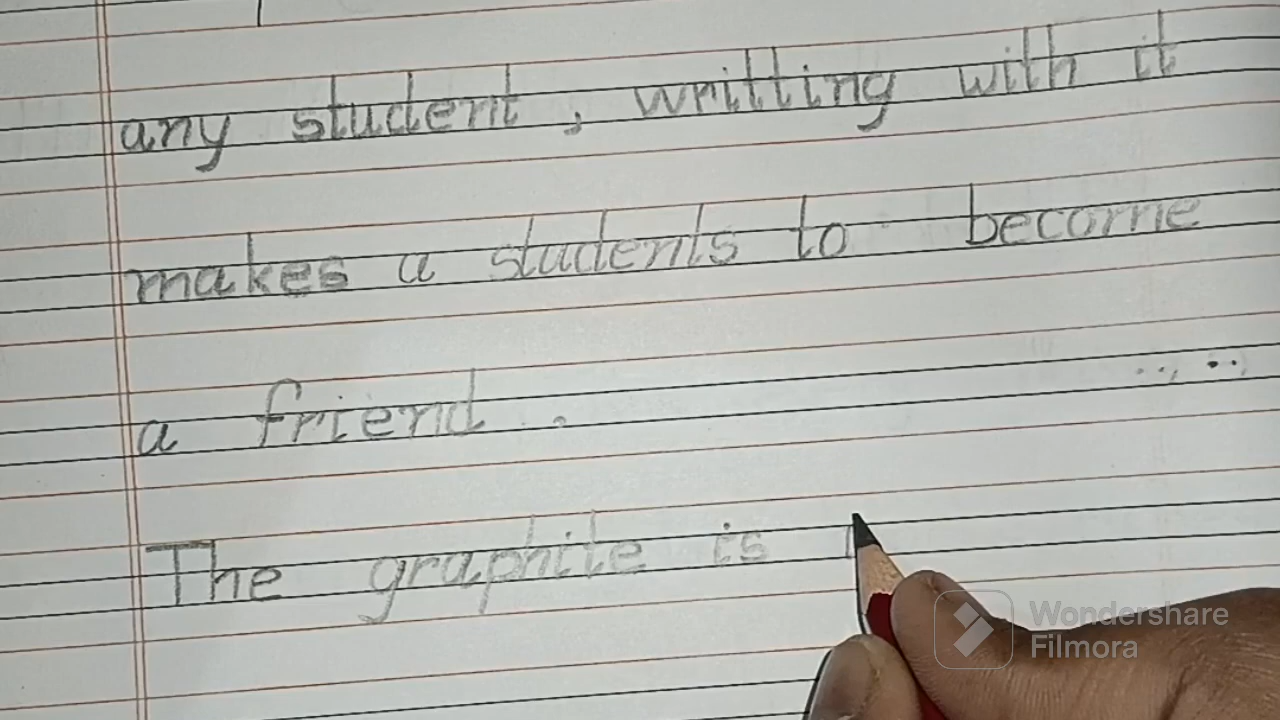 any student, writting with it
makes a students to become
a friend.
The graphite is
Wondershare
Filmora